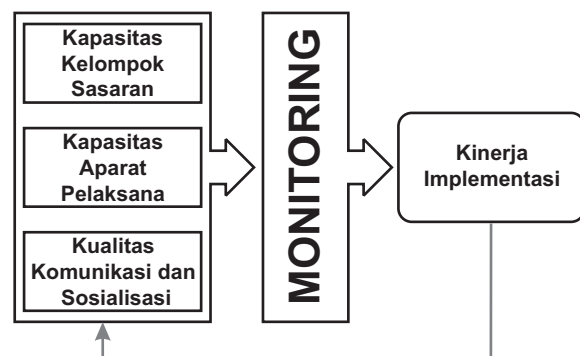 Kapasitas
Kelompok
Sasaran
Kapasitas
Aparat
Pelaksana
Kualitas
Komunikasi dan
Sosialisasi
MONITORING
Kinerja
Implementasi